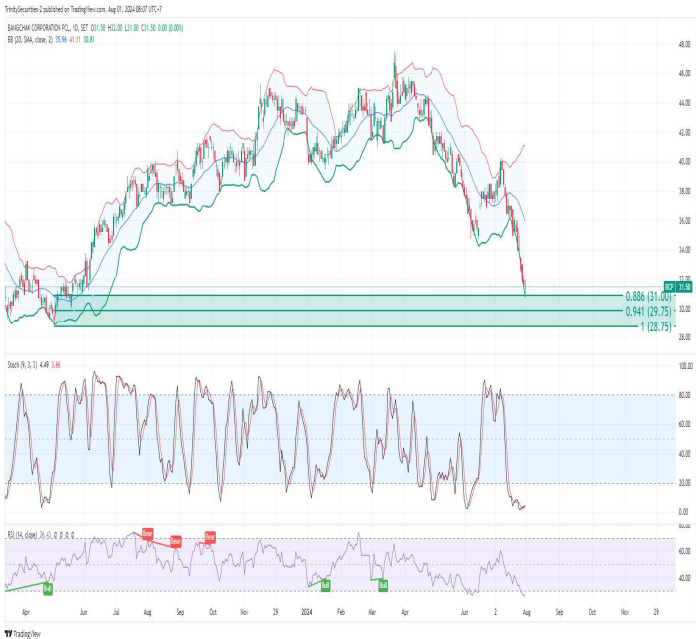 TrinitySecurities-2 published on TradingView.com, Aug 01, 2024 08:07 UTC+7
BANGCHAK CORPORATION PCL, 1D, SET O31.50 H32.00 L31.00 C31.50 0.00 (0.00%)
BB (20, SMA, close, 2) 35.96 41.11 30.81
48.00
46.00
44.00
42.00
40.00
38.00
36.00
34.00
32.00
BCP 31.50
0.886 (31.00)
30.00
0.941 (29.75)
1 (28.75)
28.00
Stoch (9, 3, 3) 4.49 3.66
100.00
80.00
60.00
40.00
20.00
0.00
RSI (14, close) 26.41 Ø Ø Ø Ø
80.00
Bear
Bear
Bear
60.00
40.00
Bull
Bull
Bull
Apr Jun Jul Aug Sep Oct Nov 29 2024 Feb Mar Apr Jun 2 Aug Sep Oct Nov 29
TradingView